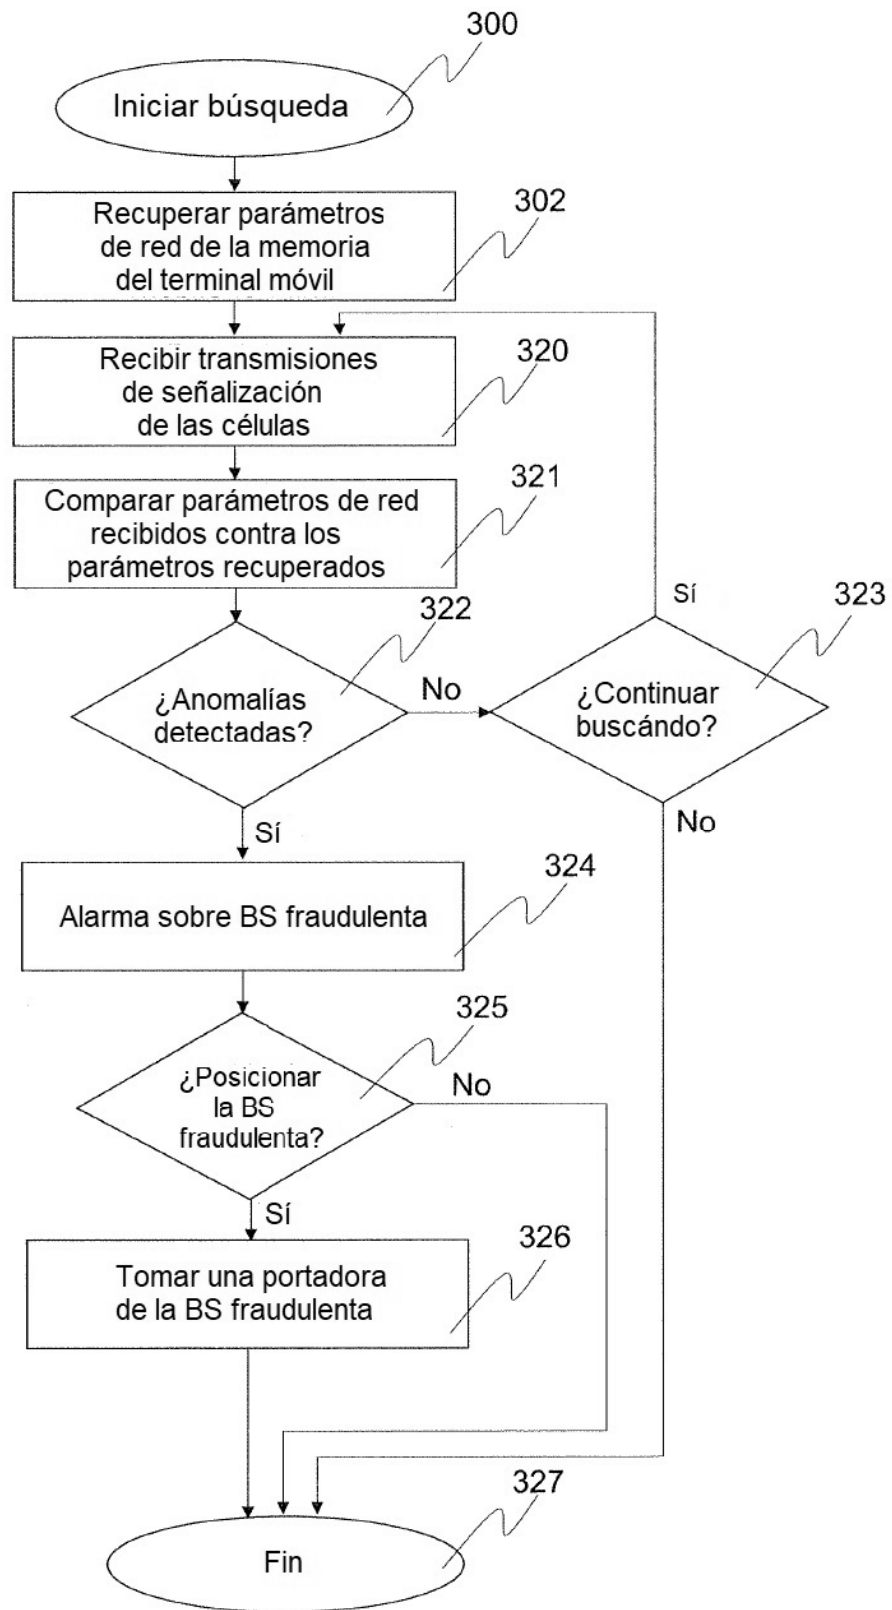 300
Iniciar búsqueda
302
Recuperar parámetros
de red de la memoria
del terminal móvil
320
Recibir transmisiones
de señalización
de las células
321
Comparar parámetros de red
recibidos contra los
parámetros recuperados
322
¿Anomalías
detectadas?
No
Sí
323
¿Continuar
buscándo?
No
Sí
324
Alarma sobre BS fraudulenta
325
¿Posicionar
la BS
fraudulenta?
No
Sí
326
Tomar una portadora
de la BS fraudulenta
327
Fin